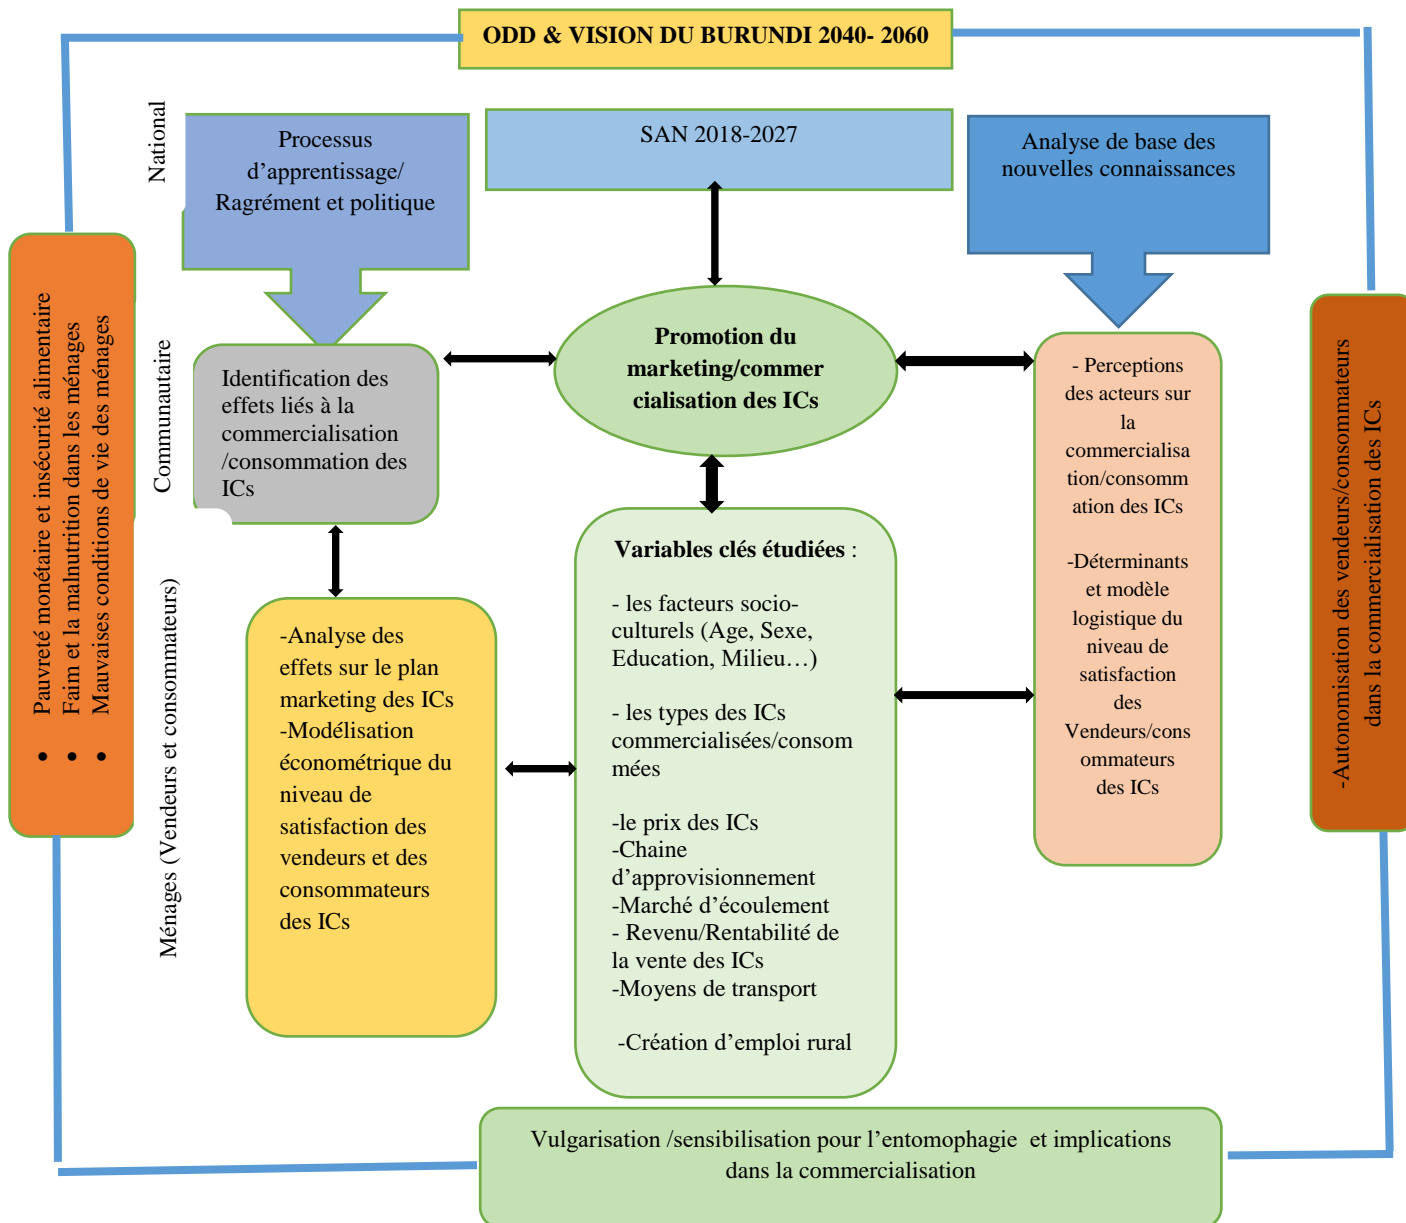 ODD & VISION DU BURUNDI 2040- 2060
National
Processus
d’apprentissage/
Ragrément et politique
SAN 2018-2027
Analyse de base des
nouvelles connaissances
Communautaire
Identification des
effets liés à la
commercialisation
/consommation des
ICs
Promotion du
marketing/commer
cialisation des ICs
- Perceptions
des acteurs sur
la
commercialisa
tion/consomm
ation des ICs
-Déterminants
et modèle
logistique du
niveau de
satisfaction
des
Vendeurs/cons
ommateurs
des ICs
• Pauvreté monétaire et insécurité alimentaire
• Faim et la malnutrition dans les ménages
• Mauvaises conditions de vie des ménages
Ménages (Vendeurs et consommateurs)
-Analyse des
effets sur le plan
marketing des ICs
-Modélisation
économétrique du
niveau de
satisfaction des
vendeurs et des
consommateurs
des ICs
Variables clés étudiées :
- les facteurs socio-
culturels (Age, Sexe,
Education, Milieu…)
- les types des ICs
commercialisées/consom
mées
-le prix des ICs
-Chaine
d’approvisionnement
-Marché d’écoulement
- Revenu/Rentabilité de
la vente des ICs
-Moyens de transport
-Création d’emploi rural
-Autonomisation des vendeurs/consommateurs
dans la commercialisation des ICs
Vulgarisation /sensibilisation pour l’entomophagie et implications
dans la commercialisation